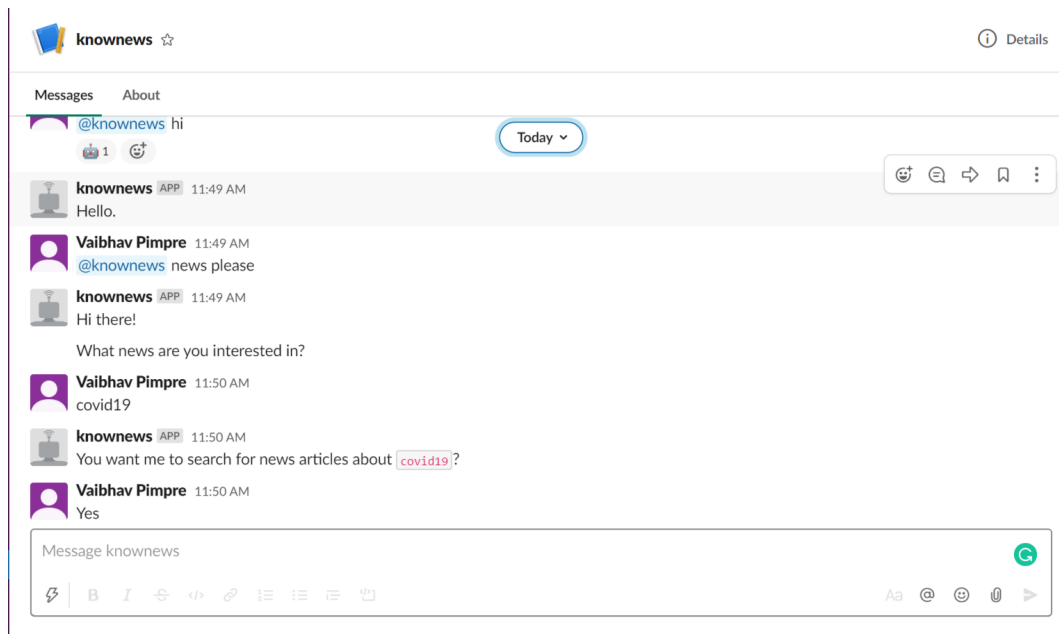 knownews
Details
Messages About
@knownews hi
1
Today
knownews APP 11:49 AM
Hello.
Vaibhav Pimpre 11:49 AM
@knownews news please
knownews APP 11:49 AM
Hi there!
What news are you interested in?
Vaibhav Pimpre 11:50 AM
covid19
knownews APP 11:50 AM
You want me to search for news articles about covid19?
Vaibhav Pimpre 11:50 AM
Yes
Message knownews
B I S </> Aa @